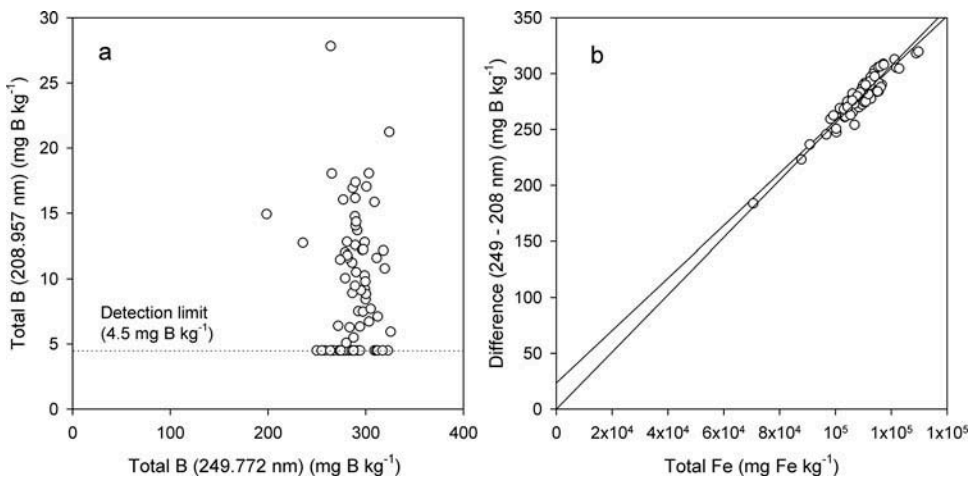 a
Total B (208.957 nm) (mg B kg⁻¹)
30
25
20
15
10
5
0
Detection limit
(4.5 mg B kg⁻¹)
0 100 200 300 400
Total B (249.772 nm) (mg B kg⁻¹)
b
Difference (249 - 208 nm) (mg B kg⁻¹)
350
300
250
200
150
100
50
0
0 2x10⁴ 4x10⁴ 6x10⁴ 8x10⁴ 1x10⁵ 1x10⁵
Total Fe (mg Fe kg⁻¹)